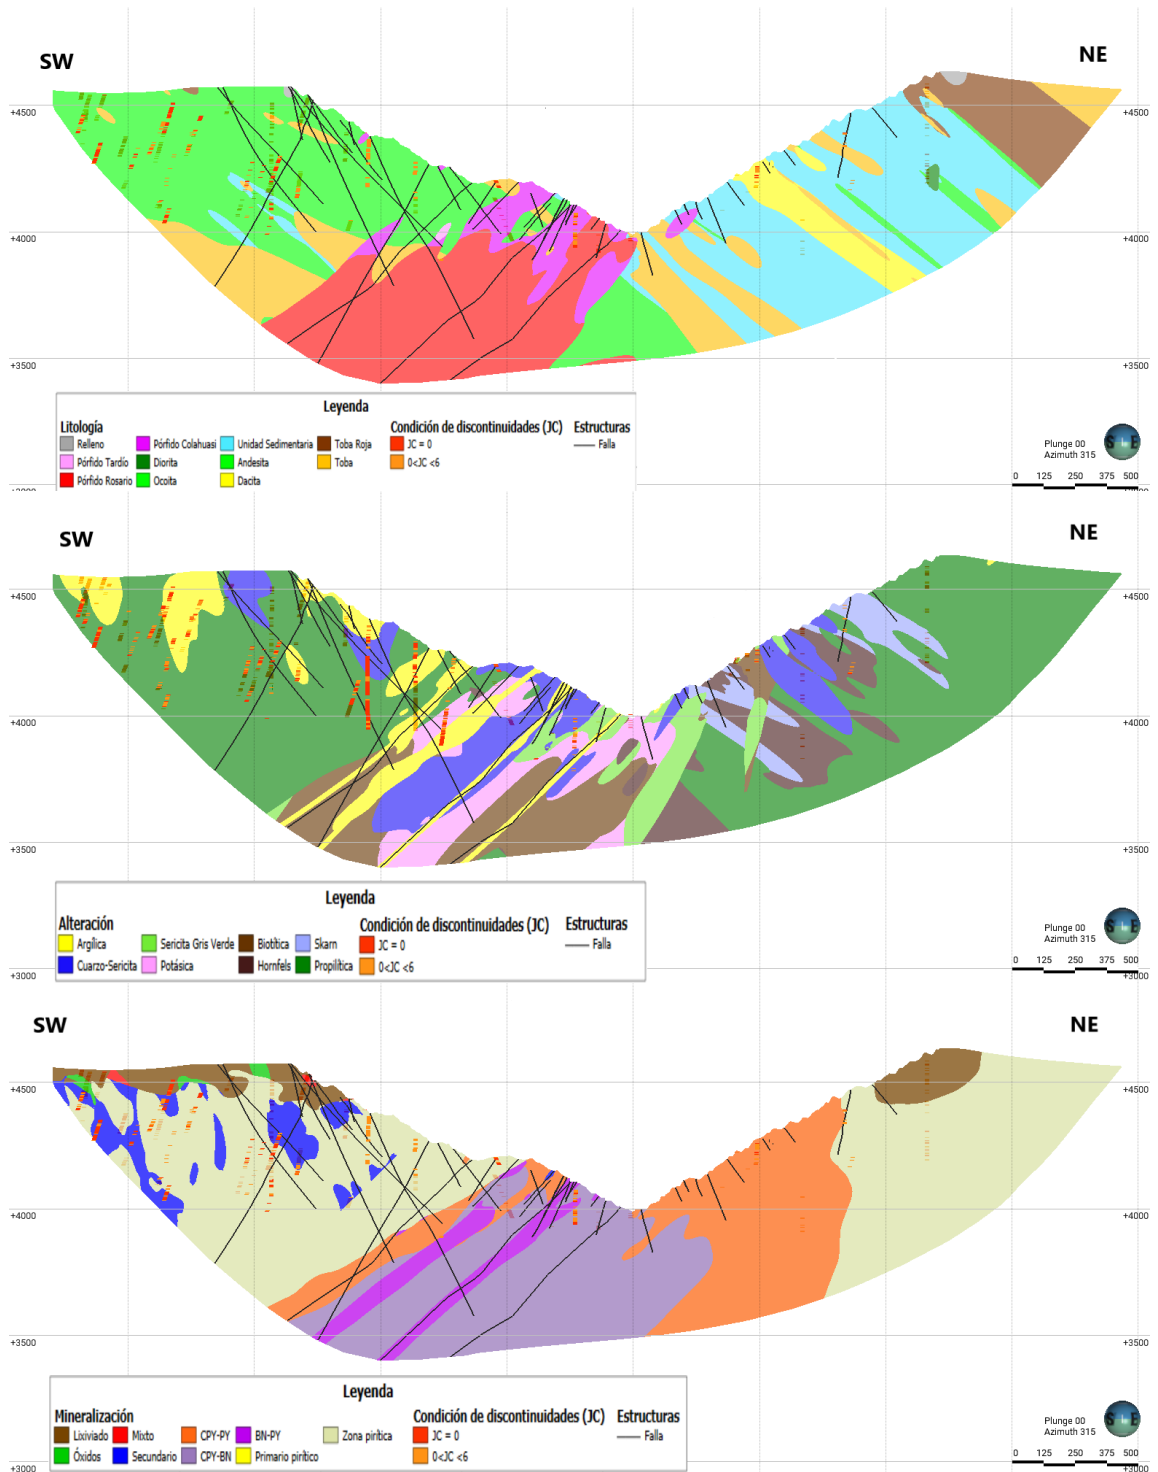 SW
NE
+4500
+4500
+4000
+4000
+3500
+3500
Leyenda
Litología
Condición de discontinuidades (JC)
Estructuras
Relleno
Pórfido Colahuasi
Unidad Sedimentaria
Toba Roja
JC = 0
Falla
Pórfido Tardío
Diorita
Andesita
Toba
0<JC <6
Pórfido Rosario
Ocoita
Dacita
Plunge 00
Azimuth 315
S E
0 125 250 375 500
SW
NE
+4500
+4500
+4000
+4000
+3500
+3500
Leyenda
Alteración
Condición de discontinuidades (JC)
Estructuras
Argílica
Sericita Gris Verde
Biotítica
Skarn
JC = 0
Falla
Cuarzo-Sericita
Potásica
Hornfels
Propilítica
0<JC <6
Plunge 00
Azimuth 315
S E
0 125 250 375 500
+3000
+3000
SW
NE
+4500
+4500
+4000
+4000
+3500
+3500
Leyenda
Mineralización
Condición de discontinuidades (JC)
Estructuras
Lixiviado
Mixto
CPY-PY
BN-PY
Zona pirítica
JC = 0
Falla
Óxidos
Secundario
CPY-BN
Primario pirítico
0<JC <6
Plunge 00
Azimuth 315
S E
0 125 250 375 500
+3000
+3000